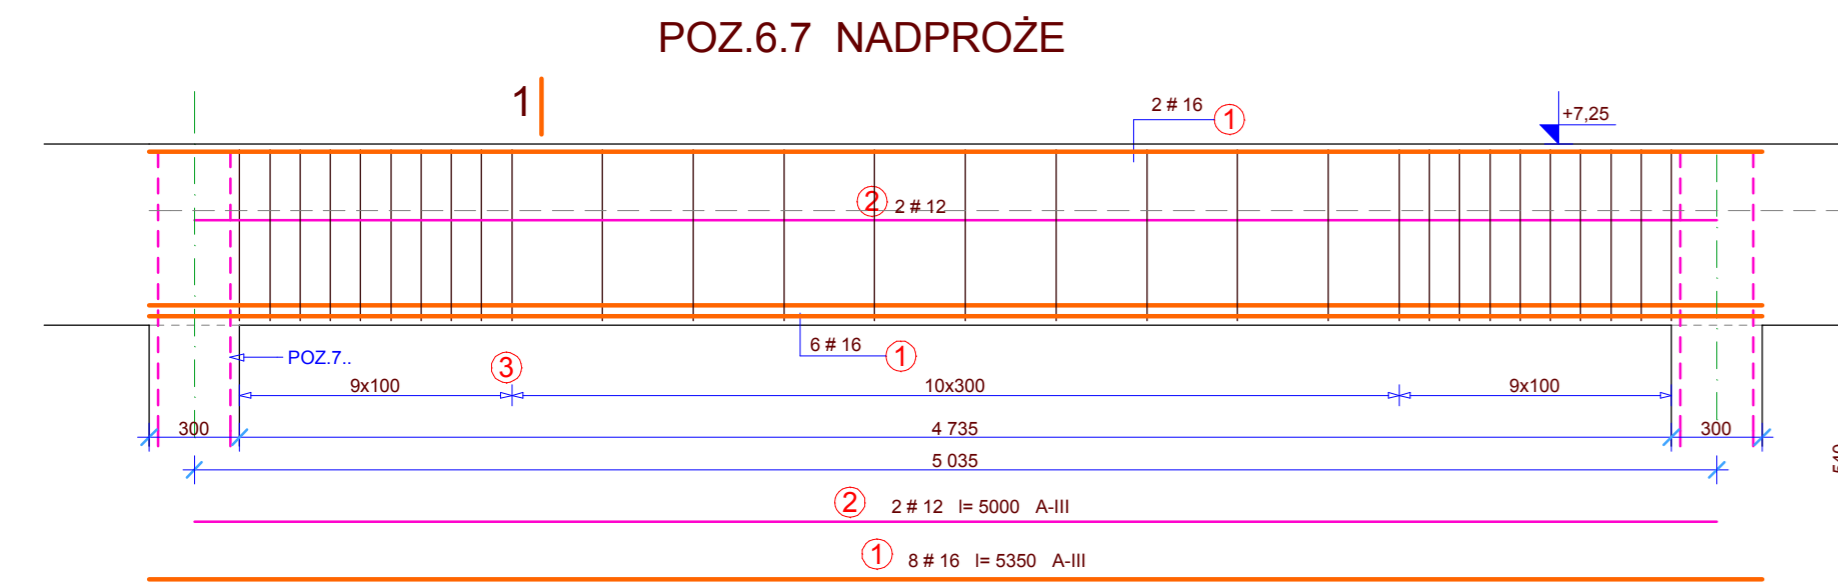 POZ.6.7 NADPROŻE
1
2 # 16 1
+7,25
2 2 # 12
6 # 16 1
POZ.7..
3
9x100 10x300 9x100
300 4 735 300
5 035
540
2 2 # 12 l= 5000 A-III
1 8 # 16 l= 5350 A-III